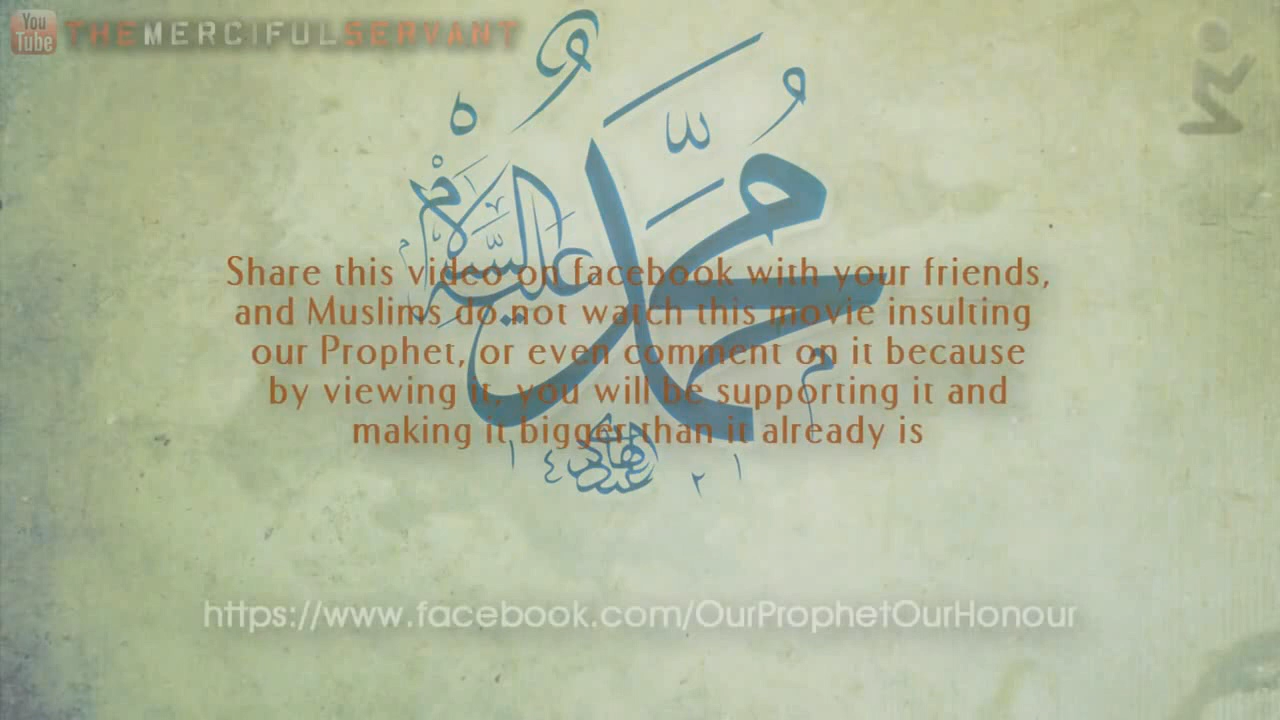 You Tube THEMERCIFULSERVANT
محمد
عليه السلام
Share this video on facebook with your friends,
and Muslims do not watch this movie insulting
our Prophet, or even comment on it because
by viewing it, you will be supporting it and
making it bigger than it already is
١٤٢١
https://www.facebook.com/OurProphetOurHonour